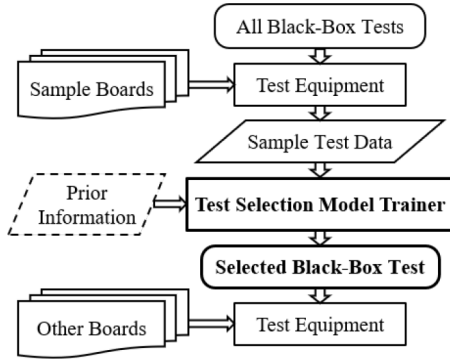 All Black-Box Tests
Sample Boards
Test Equipment
Sample Test Data
Prior
Information
Test Selection Model Trainer
Selected Black-Box Test
Other Boards
Test Equipment